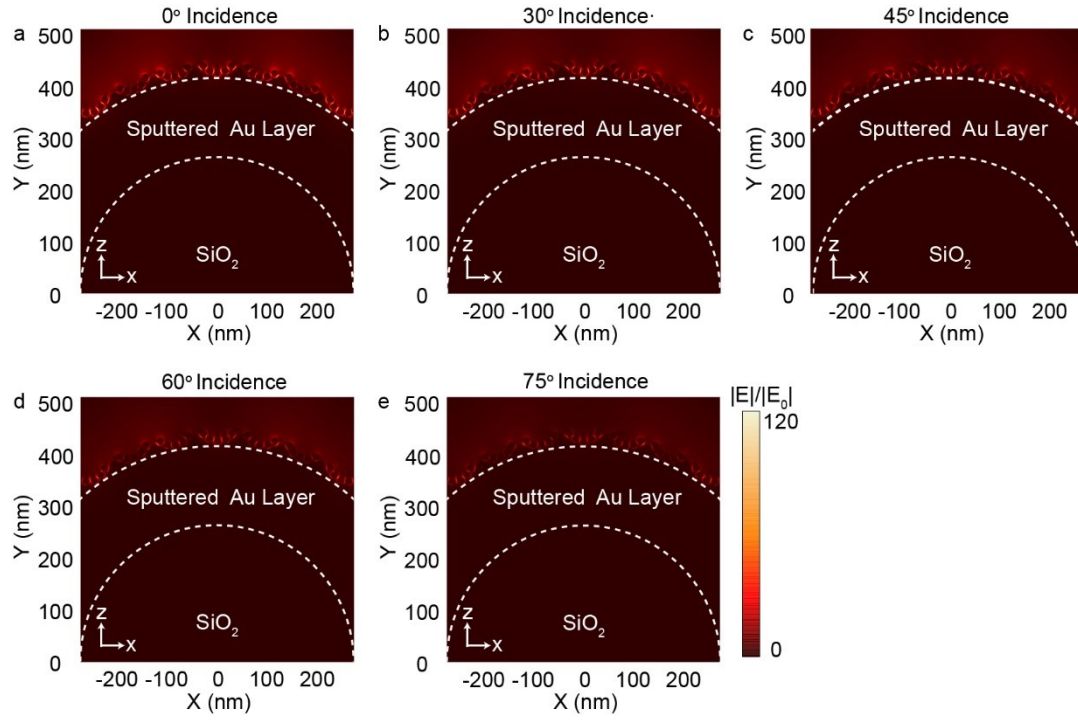 0° Incidence
30° Incidence·
45° Incidence
a
b
c
500
400
300
200
100
0
Y (nm)
Sputtered Au Layer
SiO₂
z
x
-200 -100 0 100 200
X (nm)
500
400
300
200
100
0
Y (nm)
Sputtered Au Layer
SiO₂
z
x
-200 -100 0 100 200
X (nm)
500
400
300
200
100
0
Y (nm)
Sputtered Au Layer
SiO₂
z
x
-200 -100 0 100 200
X (nm)
60° Incidence
75° Incidence
d
e
500
400
300
200
100
0
Y (nm)
Sputtered Au Layer
SiO₂
z
x
-200 -100 0 100 200
X (nm)
500
400
300
200
100
0
Y (nm)
Sputtered Au Layer
SiO₂
z
x
-200 -100 0 100 200
X (nm)
|E|/|E₀|
120
0